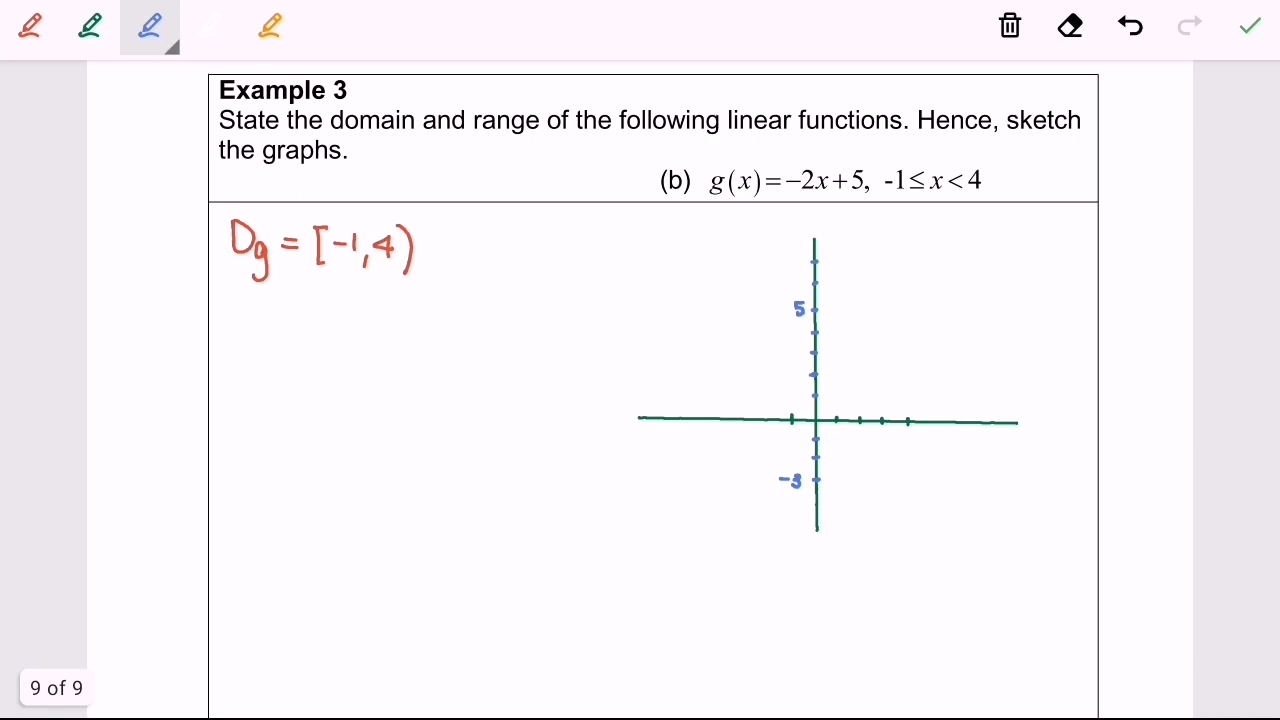 Example 3
State the domain and range of the following linear functions. Hence, sketch
the graphs.
(b) g(x)=−2x+5, -1≤x<4
Dg = [-1,4)
5
-3
9 of 9